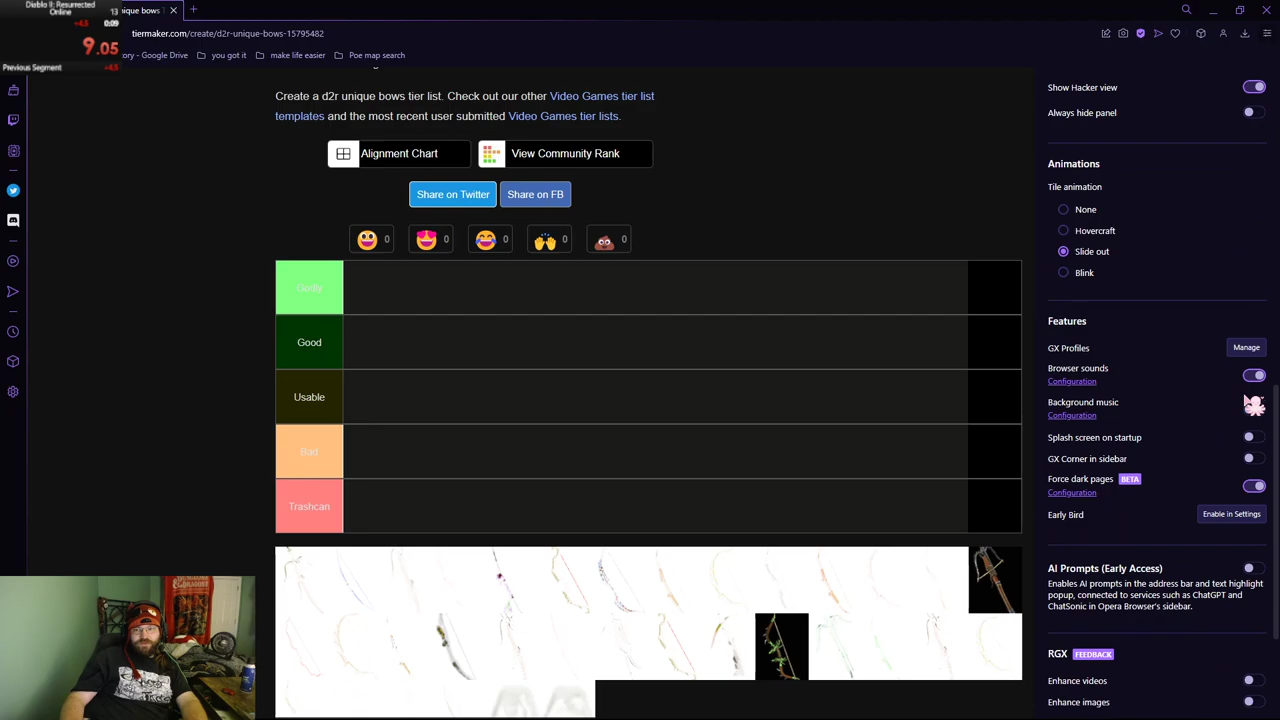 Diablo II: Resurrected
Online
13
+4.5
0:09
9.05
Previous Segment
+4.5
nique bows
tiermaker.com/create/d2r-unique-bows-15795482
ory - Google Drive
you got it
make life easier
Poe map search
Create a d2r unique bows tier list. Check out our other Video Games tier list
templates and the most recent user submitted Video Games tier lists.
Alignment Chart
View Community Rank
Share on Twitter
Share on FB
0
0
0
0
0
Godly
Good
Usable
Bad
Trashcan
Show Hacker view
Always hide panel
Animations
Tile animation
None
Hovercraft
Slide out
Blink
Features
GX Profiles
Manage
Browser sounds
Configuration
Background music
Configuration
Splash screen on startup
GX Corner in sidebar
Force dark pages BETA
Configuration
Early Bird
Enable in Settings
AI Prompts (Early Access)
Enables AI prompts in the address bar and text highlight
popup, connected to services such as ChatGPT and
ChatSonic in Opera Browser's sidebar.
RGX FEEDBACK
Enhance videos
Enhance images